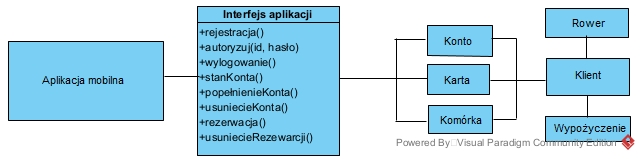 Interfejs aplikacji
+rejestracja()
+autoryzuj(id, hasło)
+wylogowanie()
+stanKonta()
+popełnienieKonta()
+usuniecieKonta()
+rezerwacja()
+usuniecieRezewarcji()
Aplikacja mobilna
Konto
Karta
Komórka
Rower
Klient
Wypożyczenie
Powered By Visual Paradigm Community Edition